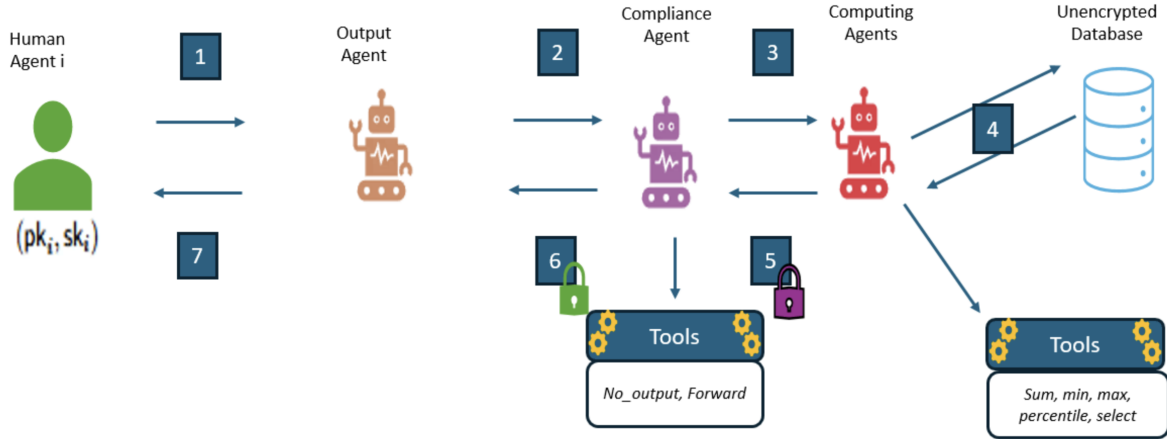 Human
Agent i
1
Output
Agent
2
Compliance
Agent
3
Computing
Agents
4
Unencrypted
Database
(pkᵢ, skᵢ)
7
6
5
Tools
No_output, Forward
Tools
Sum, min, max,
percentile, select